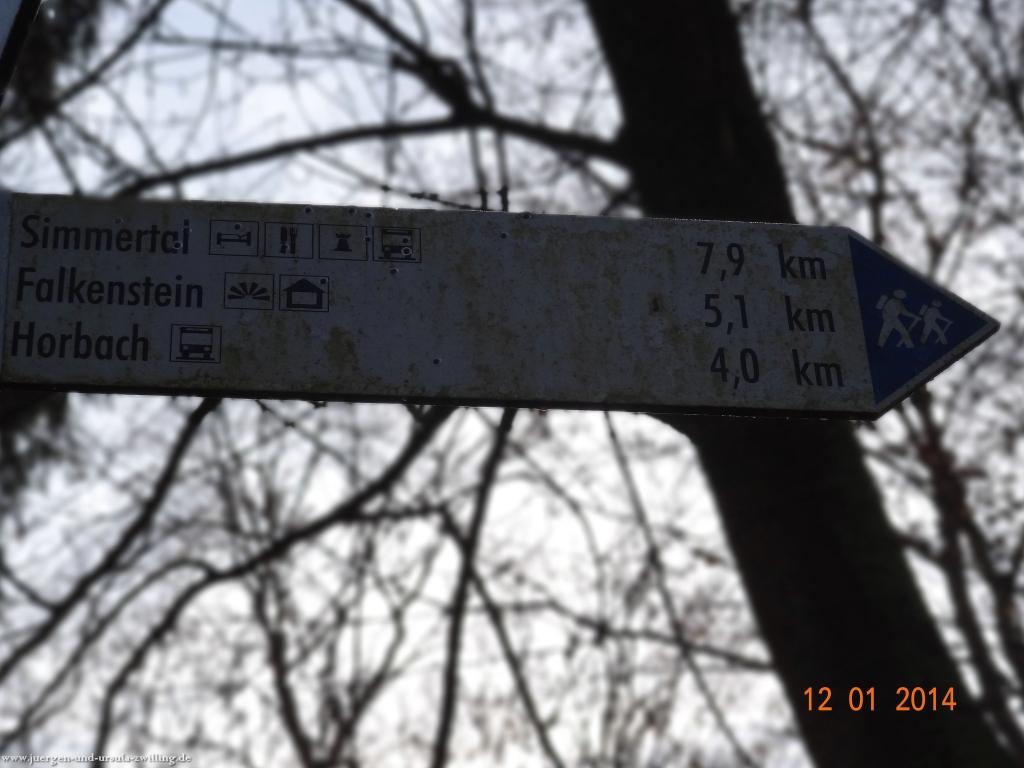 Simmertal 7,9 km
Falkenstein 5,1 km
Horbach 4,0 km
12 01 2014
www.juergen-und-ursula-zwilling.de